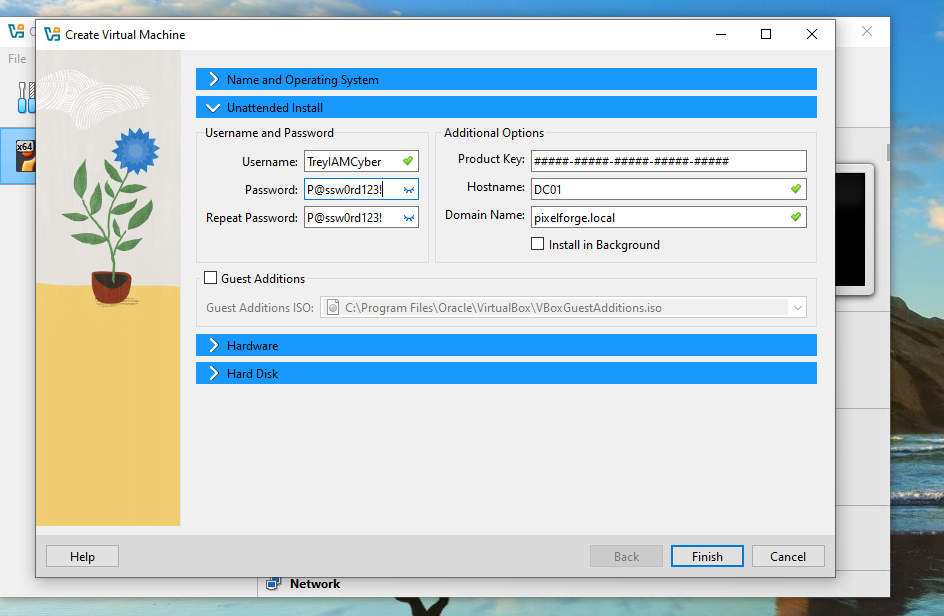 Create Virtual Machine
File
Name and Operating System
Unattended Install
Username and Password
Username: TreyIAMCyber
Password: P@ssw0rd123!
Repeat Password: P@ssw0rd123!
Additional Options
Product Key: #####-#####-#####-#####-#####
Hostname: DC01
Domain Name: pixelforge.local
Install in Background
x64
Guest Additions
Guest Additions ISO: C:\Program Files\Oracle\VirtualBox\VBoxGuestAdditions.iso
Hardware
Hard Disk
Help
Back
Finish
Cancel
Network